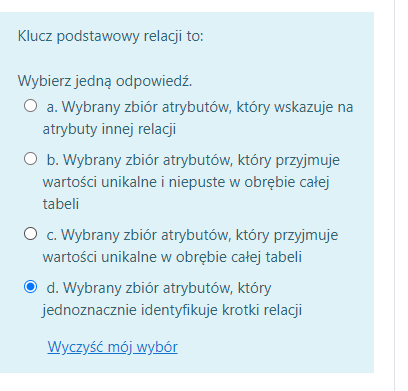 Klucz podstawowy relacji to:
Wybierz jedną odpowiedź.
a. Wybrany zbiór atrybutów, który wskazuje na
atrybuty innej relacji
b. Wybrany zbiór atrybutów, który przyjmuje
wartości unikalne i niepuste w obrębie całej
tabeli
c. Wybrany zbiór atrybutów, który przyjmuje
wartości unikalne w obrębie całej tabeli
d. Wybrany zbiór atrybutów, który
jednoznacznie identyfikuje krotki relacji
Wyczyść mój wybór